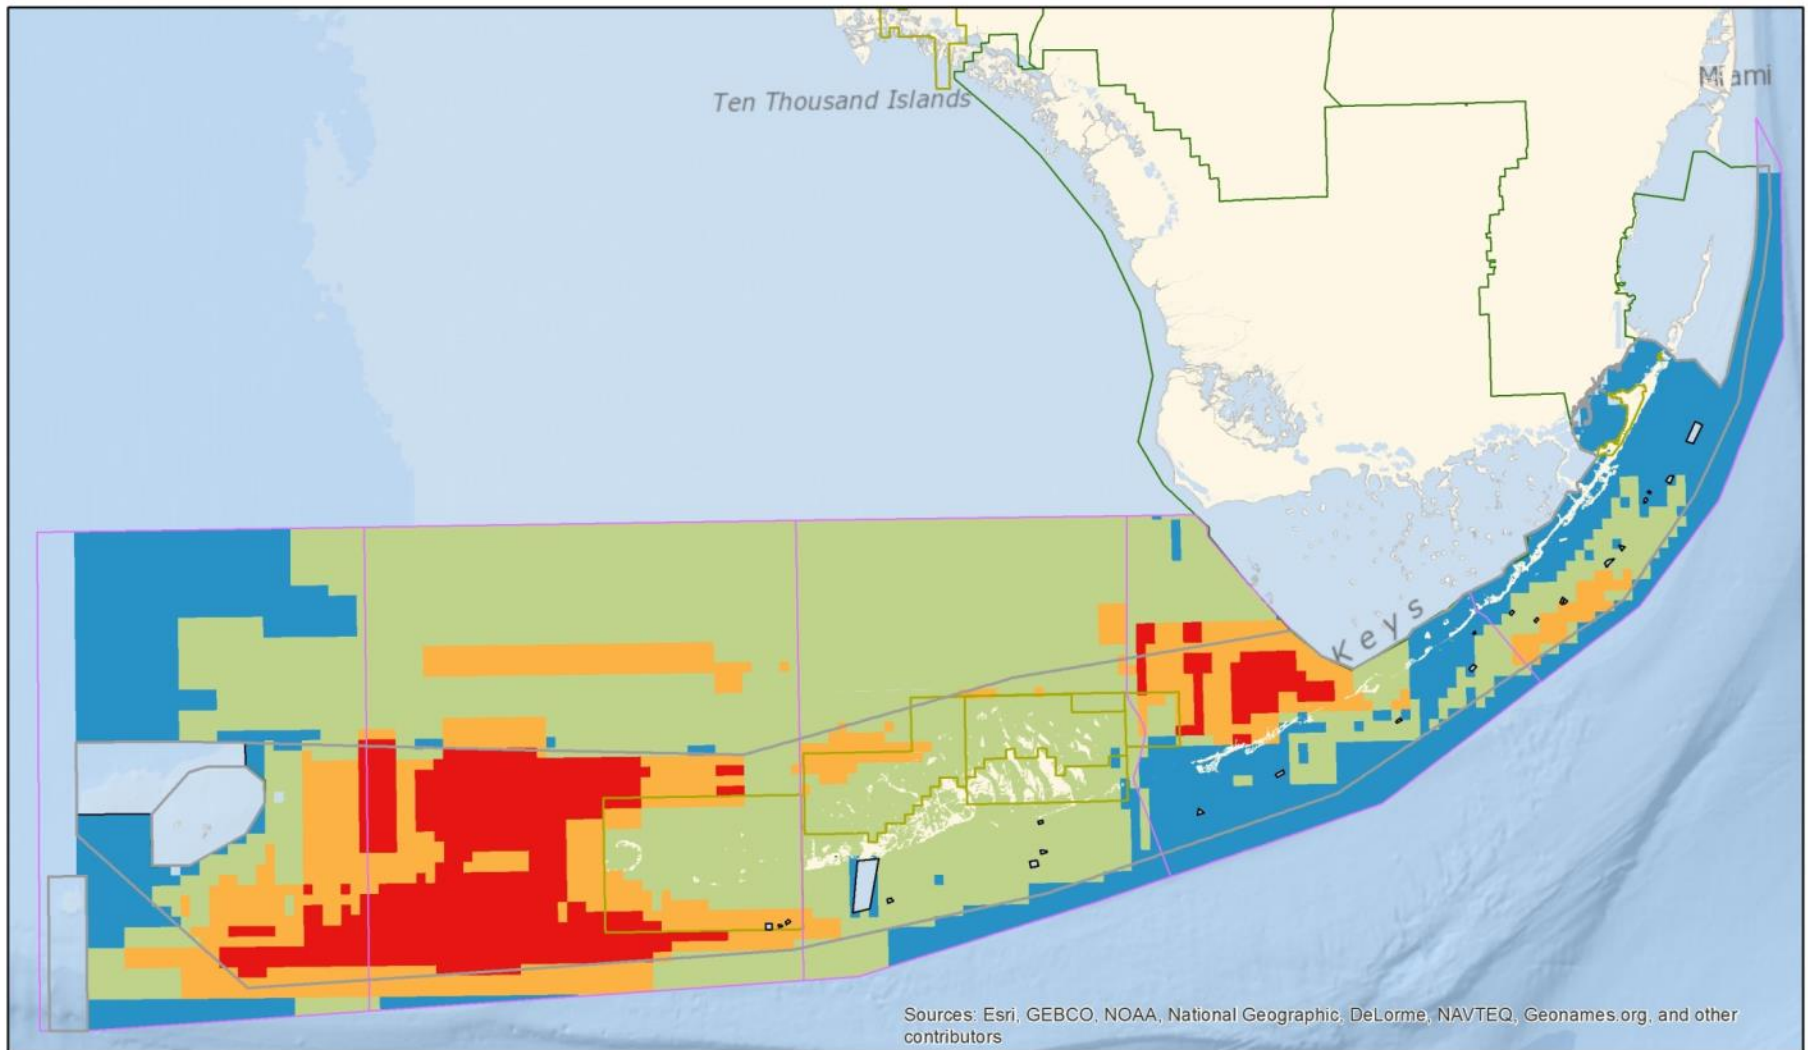 Miami
Ten Thousand Islands
Keys
Sources: Esri, GEBCO, NOAA, National Geographic, DeLorme, NAVTEQ, Geonames.org, and other
contributors